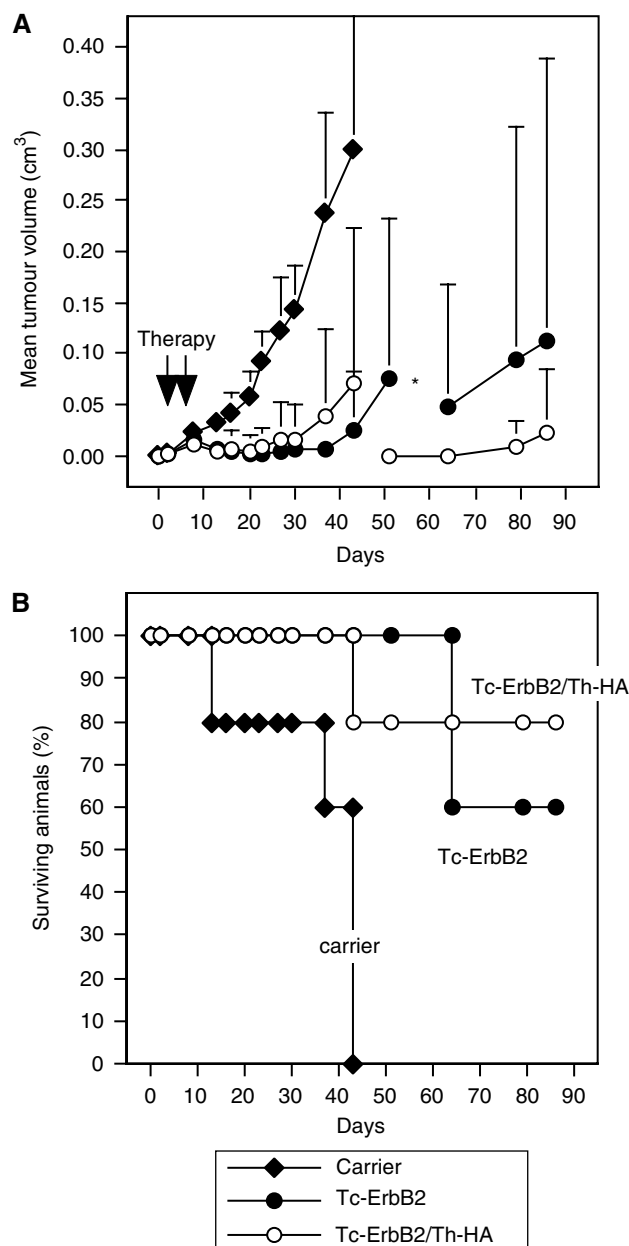 A
Mean tumour volume (cm³)
0.40
0.35
0.30
0.25
0.20
0.15
0.10
0.05
0.00
Therapy
*
0 10 20 30 40 50 60 70 80 90
Days
B
Surviving animals (%)
100
90
80
70
60
50
40
30
20
10
0
Tc-ErbB2/Th-HA
Tc-ErbB2
carrier
0 10 20 30 40 50 60 70 80 90
Days
Carrier
Tc-ErbB2
Tc-ErbB2/Th-HA